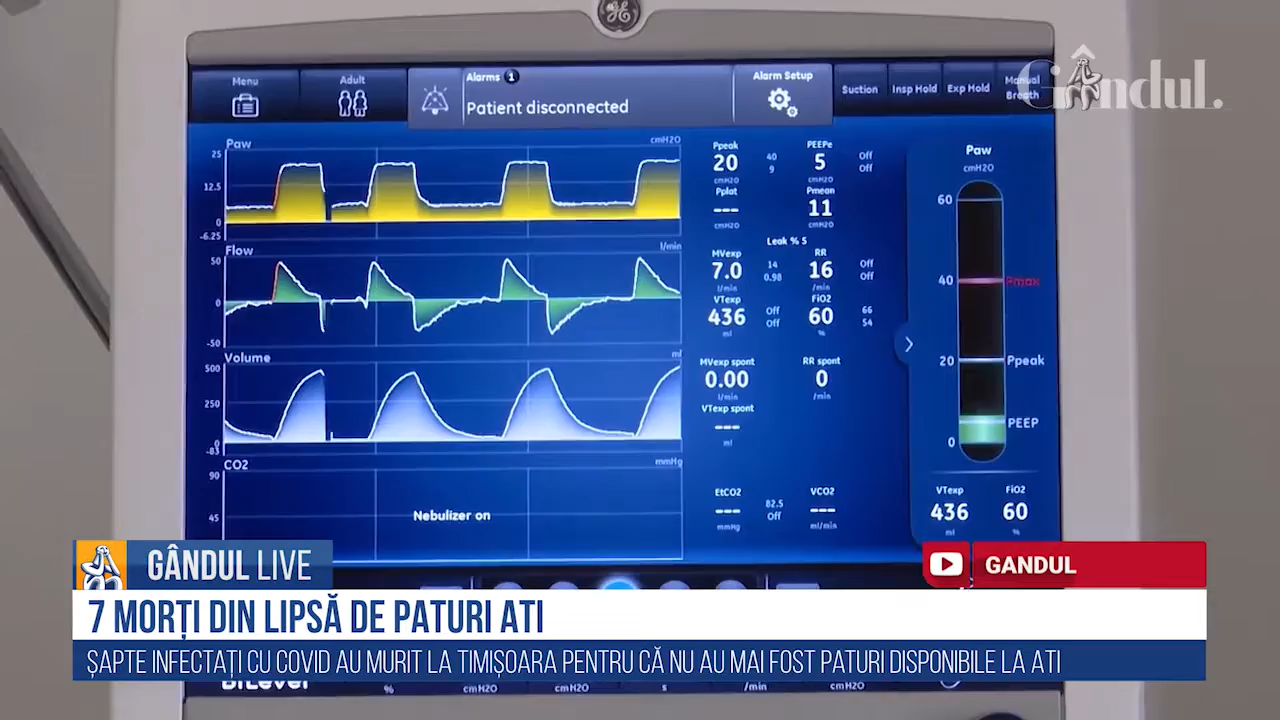 GE
Menu
Adult
Alarms 1
Patient disconnected
Alarm Setup
Suction
Insp Hold
Exp Hold
Manual Breath
Gândul.
Paw
cmH2O
25
12.5
0
-6.25
Flow
l/min
50
0
-50
Volume
ml
500
250
0
-83
CO2
mmHg
90
45
Nebulizer on
Ppeak
20
40
9
cmH2O
PEEPe
5
Off
Off
cmH2O
Pplat
---
cmH2O
Pmean
11
cmH2O
Leak % 5
MVexp
7.0
14
0.98
l/min
RR
16
Off
Off
/min
VTexp
436
Off
Off
ml
FiO2
60
66
54
%
MVexp spont
0.00
l/min
RR spont
0
/min
VTexp spont
---
ml
EtCO2
---
82.5
Off
mmHg
VCO2
---
ml/min
Paw
cmH2O
60
40
Pmax
20
Ppeak
PEEP
0
VTexp
436
ml
FiO2
60
%
GÂNDUL LIVE
GANDUL
7 MORȚI DIN LIPSĂ DE PATURI ATI
ȘAPTE INFECTAȚI CU COVID AU MURIT LA TIMIȘOARA PENTRU CĂ NU AU MAI FOST PATURI DISPONIBILE LA ATI
BiLevel
% cmH2O cmH2O s /min cmH2O